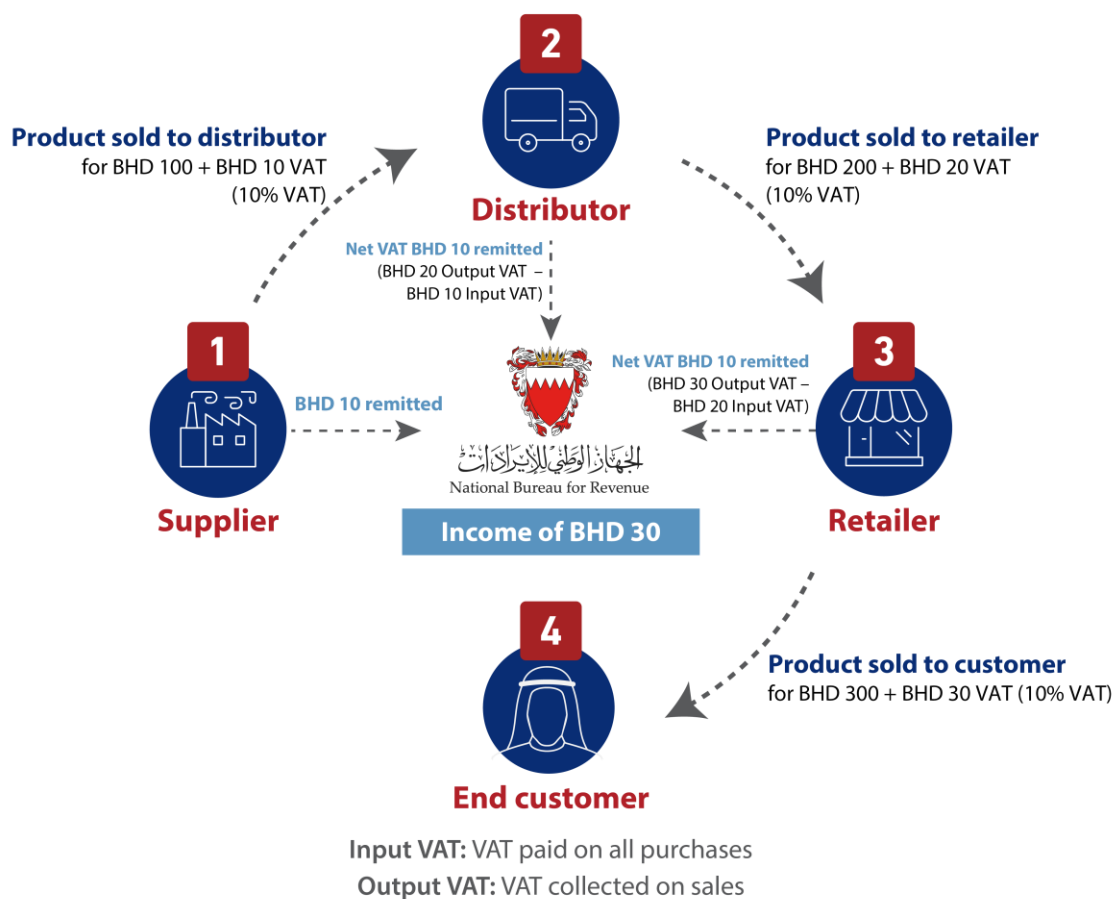 2
Product sold to distributor
for BHD 100 + BHD 10 VAT
(10% VAT)
Product sold to retailer
for BHD 200 + BHD 20 VAT
(10% VAT)
Distributor
Net VAT BHD 10 remitted
(BHD 20 Output VAT –
BHD 10 Input VAT)
1
3
Net VAT BHD 10 remitted
(BHD 30 Output VAT –
BHD 20 Input VAT)
BHD 10 remitted
الجهاز الوطني للإيرادات
National Bureau for Revenue
Supplier
Income of BHD 30
Retailer
4
Product sold to customer
for BHD 300 + BHD 30 VAT (10% VAT)
End customer
Input VAT: VAT paid on all purchases
Output VAT: VAT collected on sales